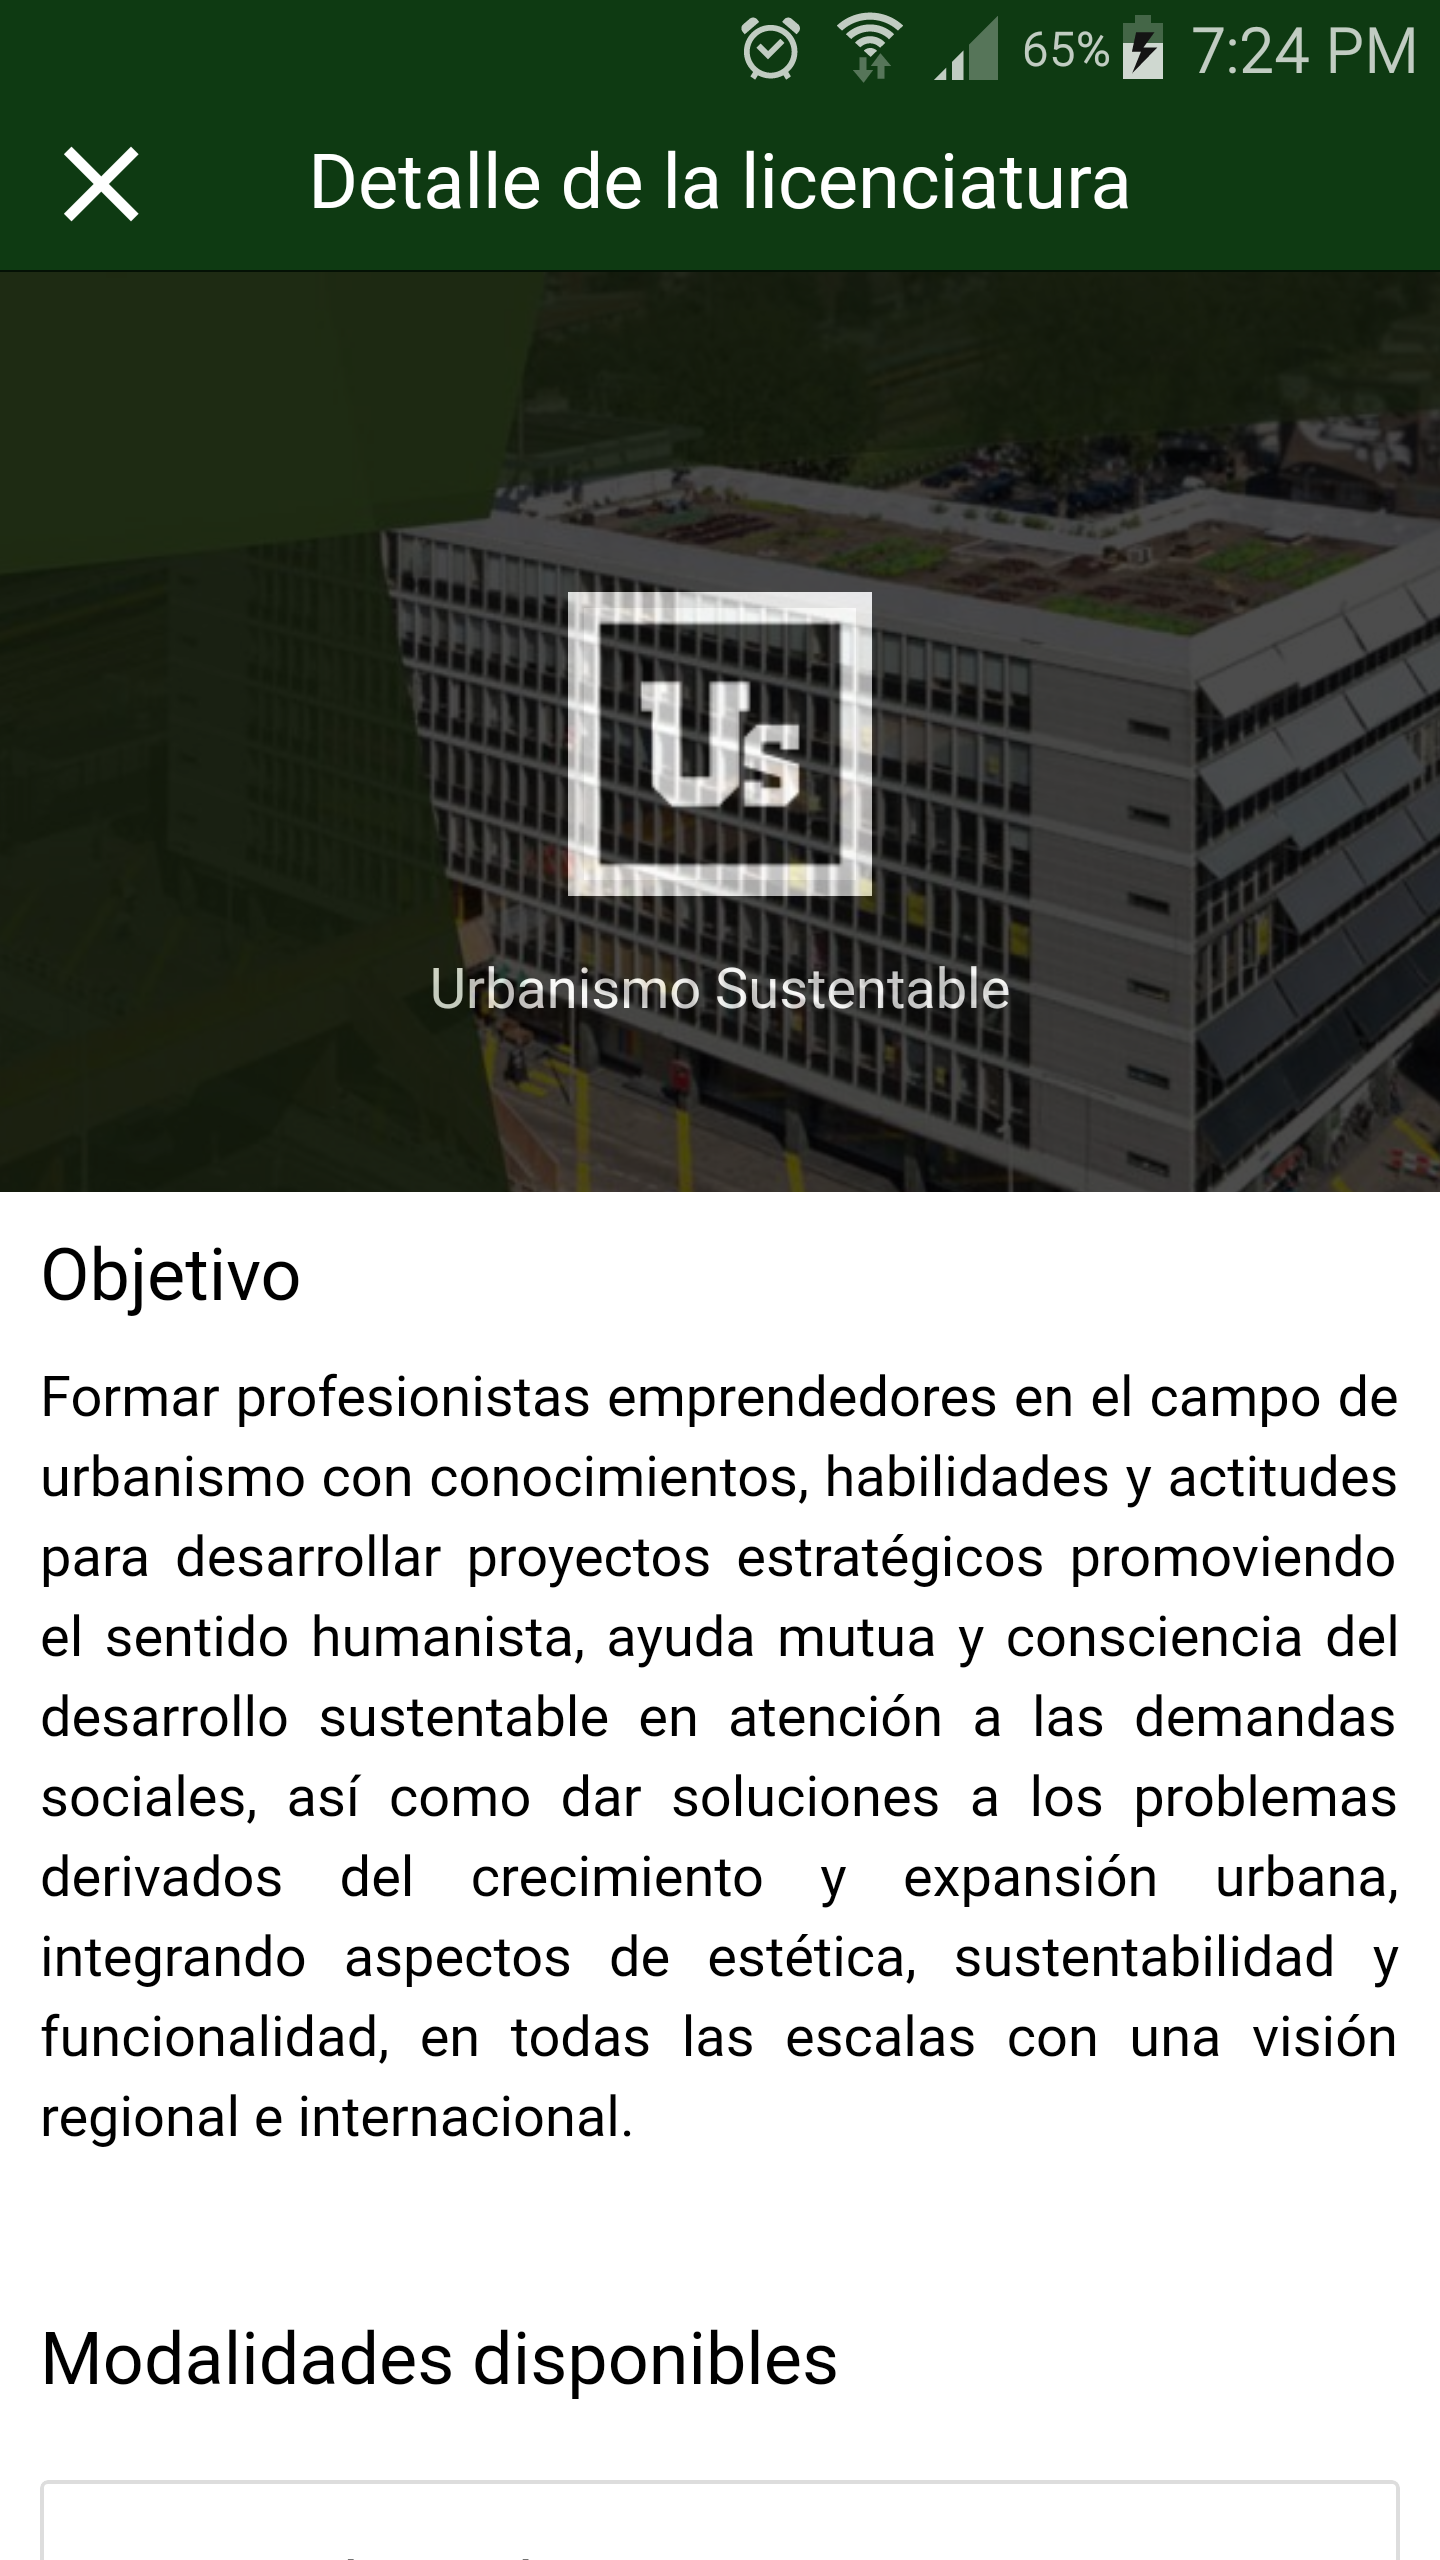 65% 7:24 PM
Detalle de la licenciatura
Us
Urbanismo Sustentable
Objetivo
Formar profesionistas emprendedores en el campo de
urbanismo con conocimientos, habilidades y actitudes
para desarrollar proyectos estratégicos promoviendo
el sentido humanista, ayuda mutua y consciencia del
desarrollo sustentable en atención a las demandas
sociales, así como dar soluciones a los problemas
derivados del crecimiento y expansión urbana,
integrando aspectos de estética, sustentabilidad y
funcionalidad, en todas las escalas con una visión
regional e internacional.
Modalidades disponibles